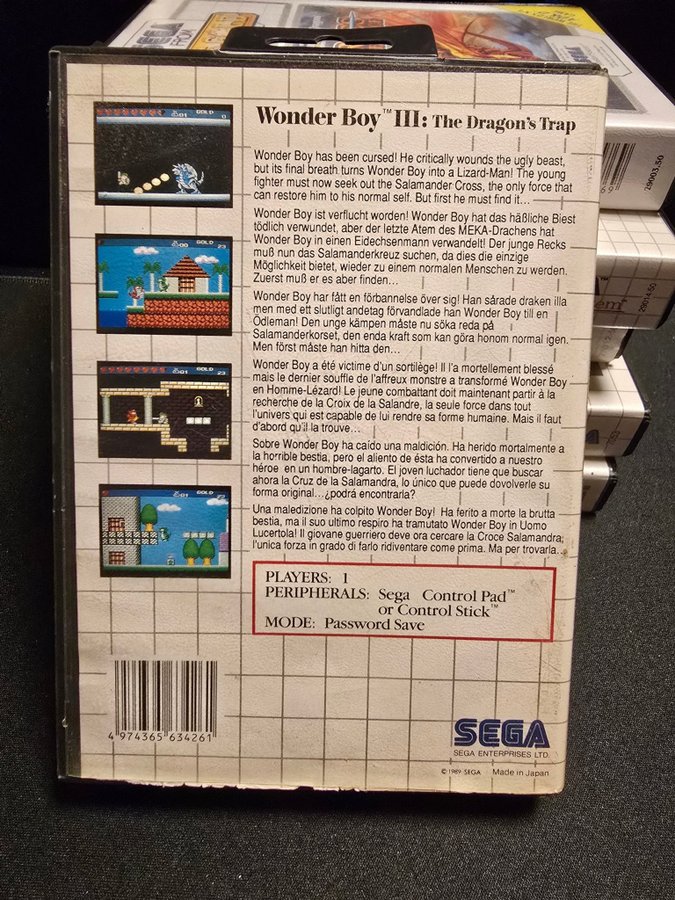 Wonder Boy™ III: The Dragon's Trap
Wonder Boy has been cursed! He critically wounds the ugly beast,
but its final breath turns Wonder Boy into a Lizard-Man! The young
fighter must now seek out the Salamander Cross, the only force that
can restore him to his normal self. But first he must find it...
Wonder Boy ist verflucht worden! Wonder Boy hat das häßliche Biest
tödlich verwundet, aber der letzte Atem des MEKA-Drachens hat
Wonder Boy in einen Eidechsenmann verwandelt! Der junge Recks
muß nun das Salamanderkreuz suchen, da dies die einzige
Möglichkeit bietet, wieder zu einem normalen Menschen zu werden.
Zuerst muß er es aber finden...
Wonder Boy har fått en förbannelse över sig! Han sårade draken illa
men med ett slutligt andetag förvandlade han Wonder Boy till en
Ödleman! Den unge kämpen måste nu söka reda på
Salamanderkorset, den enda kraft som kan göra honom normal igen.
Men först måste han hitta den...
Wonder Boy a été victime d'un sortilège! Il l'a mortellement blessé
mais le dernier souffle de l'affreux monstre a transformé Wonder Boy
en Homme-Lézard! Le jeune combattant doit maintenant partir à la
recherche de la Croix de la Salandre, la seule force dans tout
l'univers qui est capable de lui rendre sa forme humaine. Mais il faut
d'abord qu'il la trouve...
Sobre Wonder Boy ha caído una maldición. Ha herido mortalmente a
la horrible bestia, pero el aliento de ésta ha convertido a nuestro
héroe en un hombre-lagarto. El joven luchador tiene que buscar
ahora la Cruz de la Salamandra, lo único que puede dovolverle su
forma original...¿podrá encontrarla?
Una maledizione ha colpito Wonder Boy! Ha ferito a morte la brutta
bestia, ma il suo ultimo respiro ha tramutato Wonder Boy in Uomo
Lucertola! Il giovane guerriero deve ora cercare la Croce Salamandra,
l'unica forza in grado di farlo ridiventare come prima. Ma per trovarla...
PLAYERS: 1
PERIPHERALS: Sega Control Pad™
or Control Stick™
MODE: Password Save
4 974365 634261
SEGA
SEGA ENTERPRISES LTD.
© 1989 SEGA Made in Japan
GOLD 0
GOLD 23
GOLD
GOLD
SEGA
29003.50
29014.50